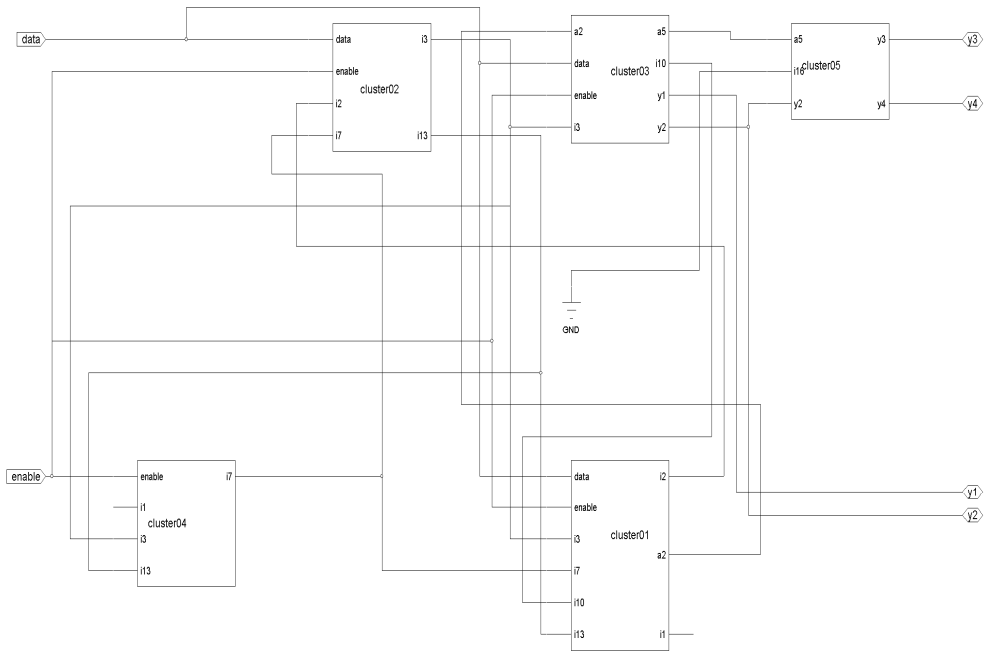 data
data
i3
enable
cluster02
i2
i7
i13
a2
a5
data
i10
cluster03
enable
y1
i3
y2
a5
y3
i16
cluster05
y2
y4
y3
y4
GND
enable
enable
i7
i1
cluster04
i3
i13
data
i2
enable
cluster01
i3
a2
i7
i10
i13
i1
y1
y2